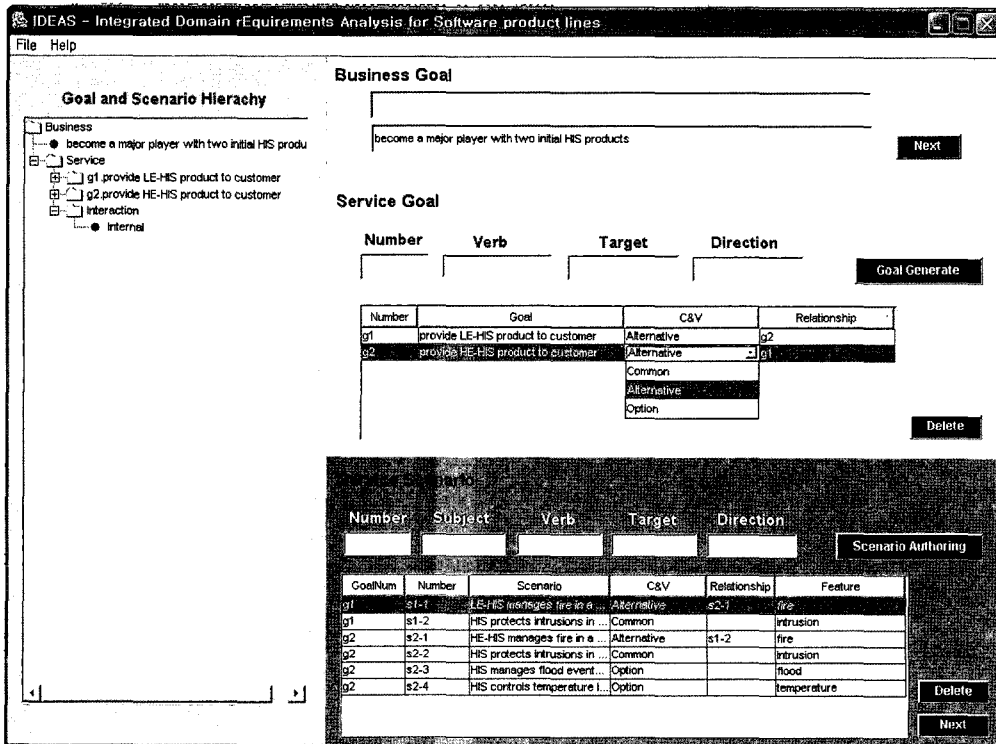 IDEAS - Integrated Domain rEquirements Analysis for Software product lines
File Help
Goal and Scenario Hierachy
Business
become a major player with two initial HIS produ
Service
g1.provide LE-HIS product to customer
g2.provide HE-HIS product to customer
Interaction
Internal
Business Goal
become a major player with two initial HIS products
Next
Service Goal
Number Verb Target Direction
Goal Generate
Number Goal C&V Relationship
g1 provide LE-HIS product to customer Alternative g2
g2 provide HE-HIS product to customer Alternative g1
Common
Alternative
Option
Delete
Number Subject Verb Target Direction
Scenario Authoring
GoalNum Number Scenario C&V Relationship Feature
g1 s1-1 LE-HIS manages fire in a ... Alternative s2-1 fire
g1 s1-2 HIS protects intrusions in ... Common intrusion
g2 s2-1 HE-HIS manages fire in a ... Alternative s1-2 fire
g2 s2-2 HIS protects intrusions in ... Common intrusion
g2 s2-3 HIS manages flood event... Option flood
g2 s2-4 HIS controls temperature i... Option temperature
Delete
Next